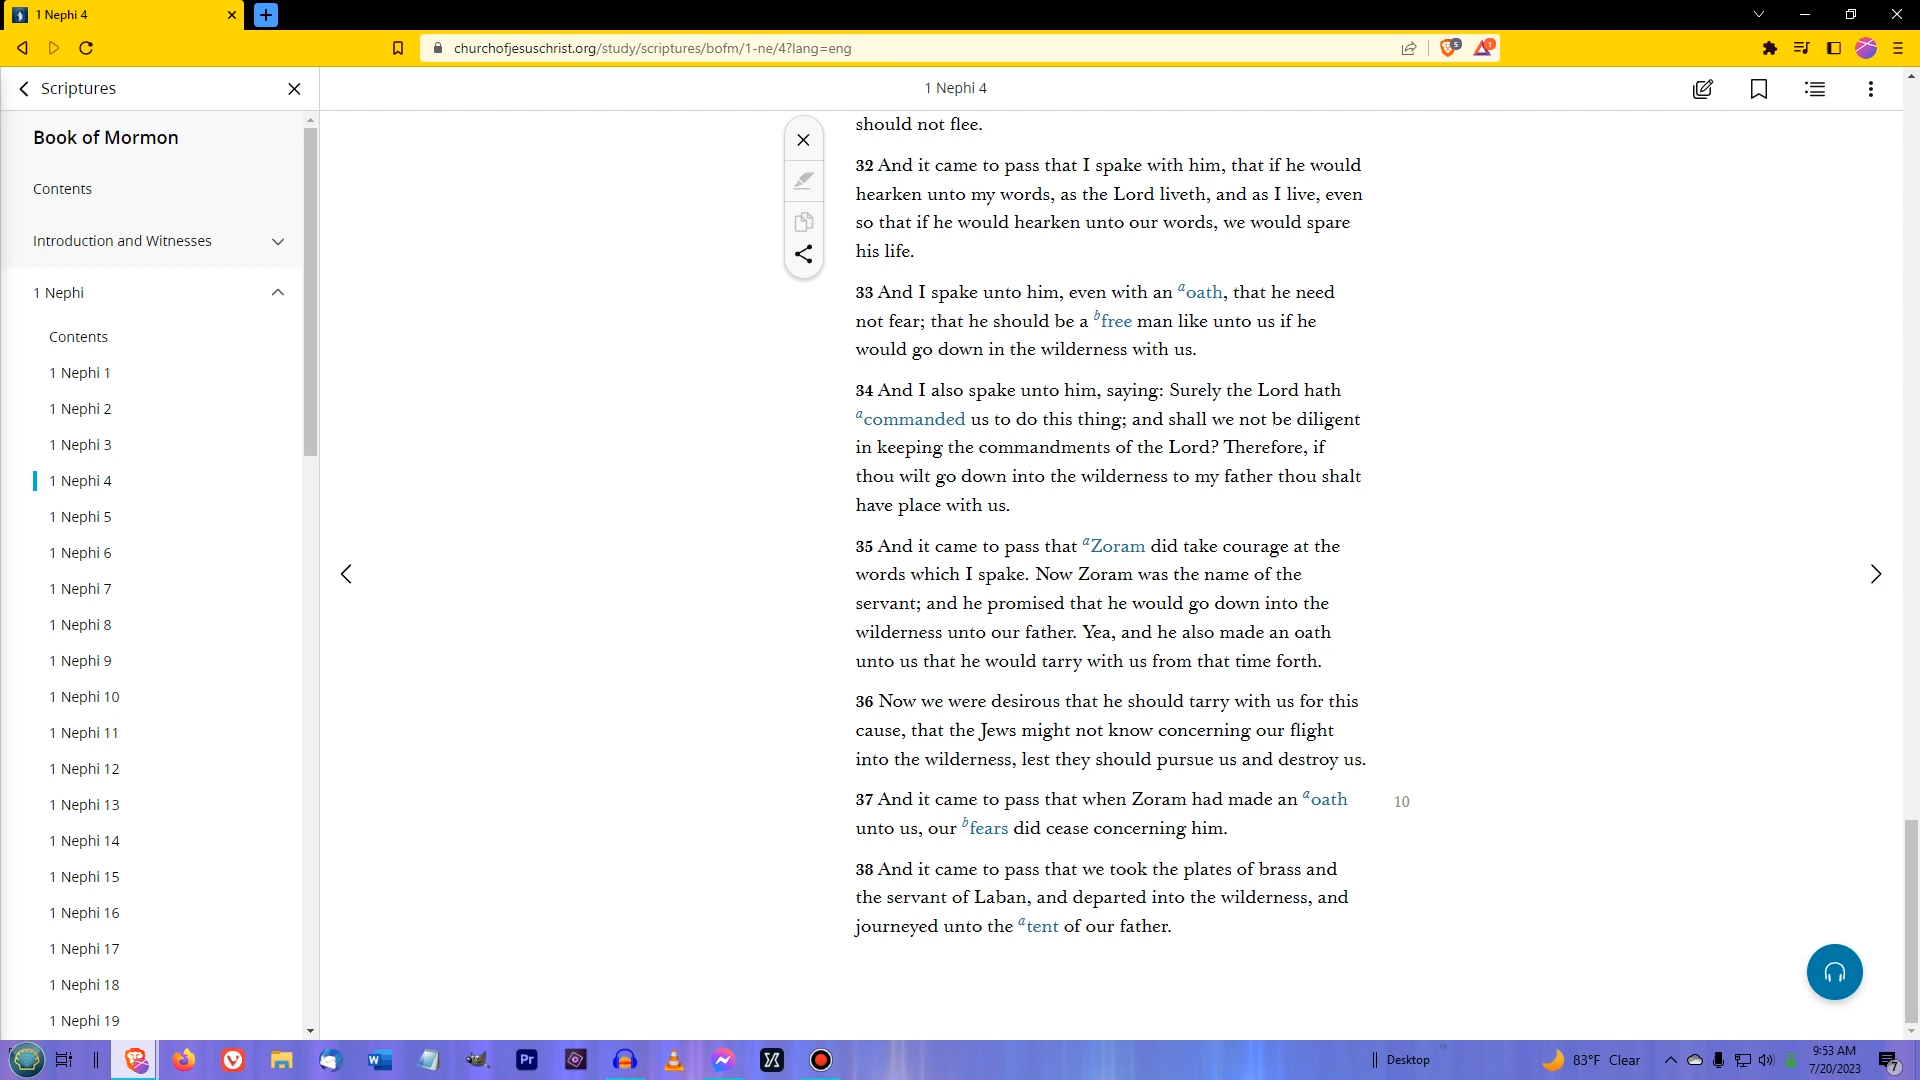 1 Nephi 4
churchofjesuschrist.org/study/scriptures/bofm/1-ne/4?lang=eng
5
1
Scriptures
1 Nephi 4
Book of Mormon
Contents
Introduction and Witnesses
1 Nephi
Contents
1 Nephi 1
1 Nephi 2
1 Nephi 3
1 Nephi 4
1 Nephi 5
1 Nephi 6
1 Nephi 7
1 Nephi 8
1 Nephi 9
1 Nephi 10
1 Nephi 11
1 Nephi 12
1 Nephi 13
1 Nephi 14
1 Nephi 15
1 Nephi 16
1 Nephi 17
1 Nephi 18
1 Nephi 19
should not flee.
32 And it came to pass that I spake with him, that if he would
hearken unto my words, as the Lord liveth, and as I live, even
so that if he would hearken unto our words, we would spare
his life.
33 And I spake unto him, even with an a oath, that he need
not fear; that he should be a b free man like unto us if he
would go down in the wilderness with us.
34 And I also spake unto him, saying: Surely the Lord hath
a commanded us to do this thing; and shall we not be diligent
in keeping the commandments of the Lord? Therefore, if
thou wilt go down into the wilderness to my father thou shalt
have place with us.
35 And it came to pass that a Zoram did take courage at the
words which I spake. Now Zoram was the name of the
servant; and he promised that he would go down into the
wilderness unto our father. Yea, and he also made an oath
unto us that he would tarry with us from that time forth.
36 Now we were desirous that he should tarry with us for this
cause, that the Jews might not know concerning our flight
into the wilderness, lest they should pursue us and destroy us.
37 And it came to pass that when Zoram had made an a oath
10
unto us, our b fears did cease concerning him.
38 And it came to pass that we took the plates of brass and
the servant of Laban, and departed into the wilderness, and
journeyed unto the a tent of our father.
Pr
Desktop
83°F Clear
9:53 AM
7/20/2023
7